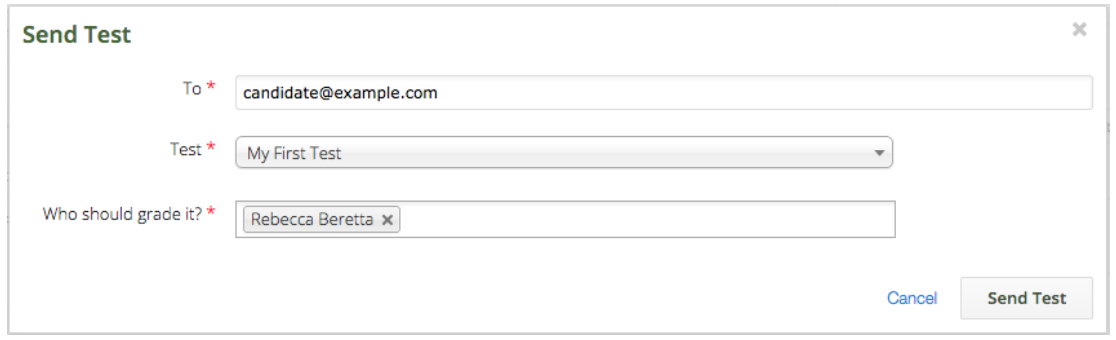 Send Test
To *
candidate@example.com
Test *
My First Test
Who should grade it? *
Rebecca Beretta
Cancel
Send Test